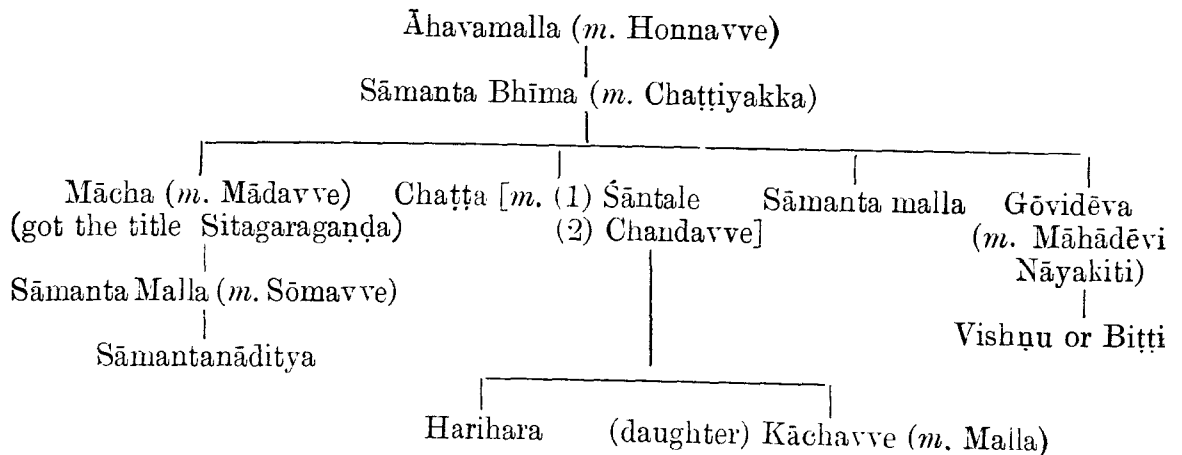 Āhavamalla (m. Honnavve)
Sāmanta Bhīma (m. Chaṭṭiyakka)
Mācha (m. Mādavve) Chaṭṭa [m. (1) Śāntale Sāmanta malla Gōvidēva
(got the title Sitagaragaṇḍa) (2) Chandavve] (m. Māhādēvi
Nāyakiti)
Sāmanta Malla (m. Sōmavve)
Vishṇu or Biṭṭi
Sāmantanāditya
Harihara (daughter) Kāchavve (m. Malla)